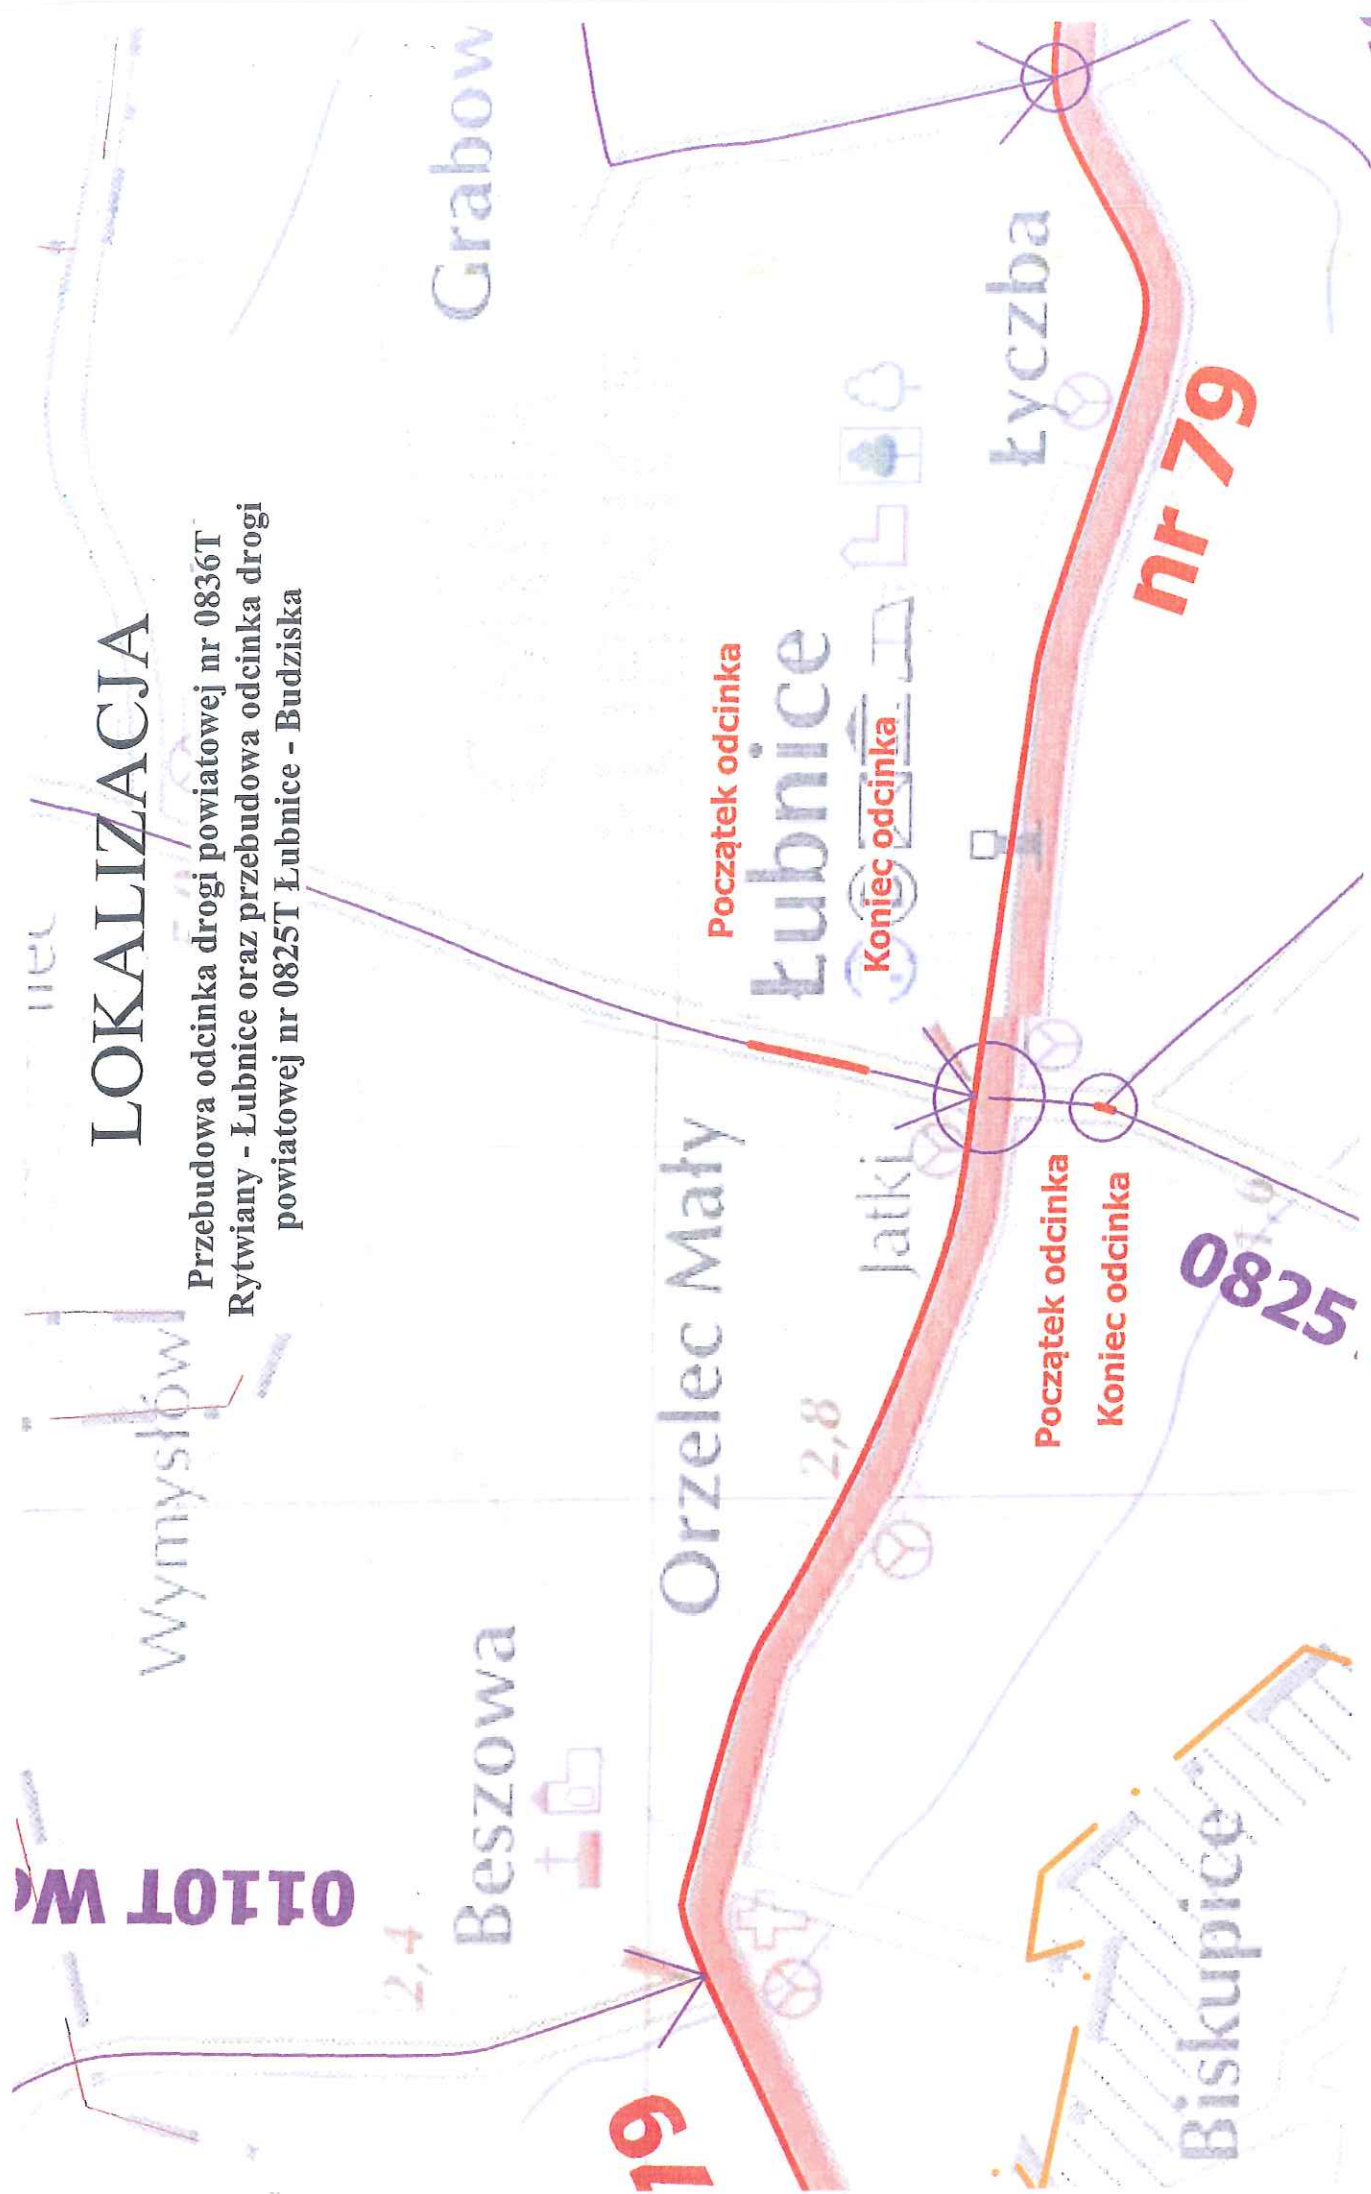 LOKALIZACJA
Przebudowa odcinka drogi powiatowej nr 0836T
Rytwiany - Łubnice oraz przebudowa odcinka drogi
powiatowej nr 0825T Łubnice - Budziska
Wymysłów
0110T
2,4
Beszowa
Grabow
Orzelec Mały
2,8
Początek odcinka
Łubnice
Koniec odcinka
Jatki
Łyczba
nr 79
19
Początek odcinka
Koniec odcinka
0825
Biskupice